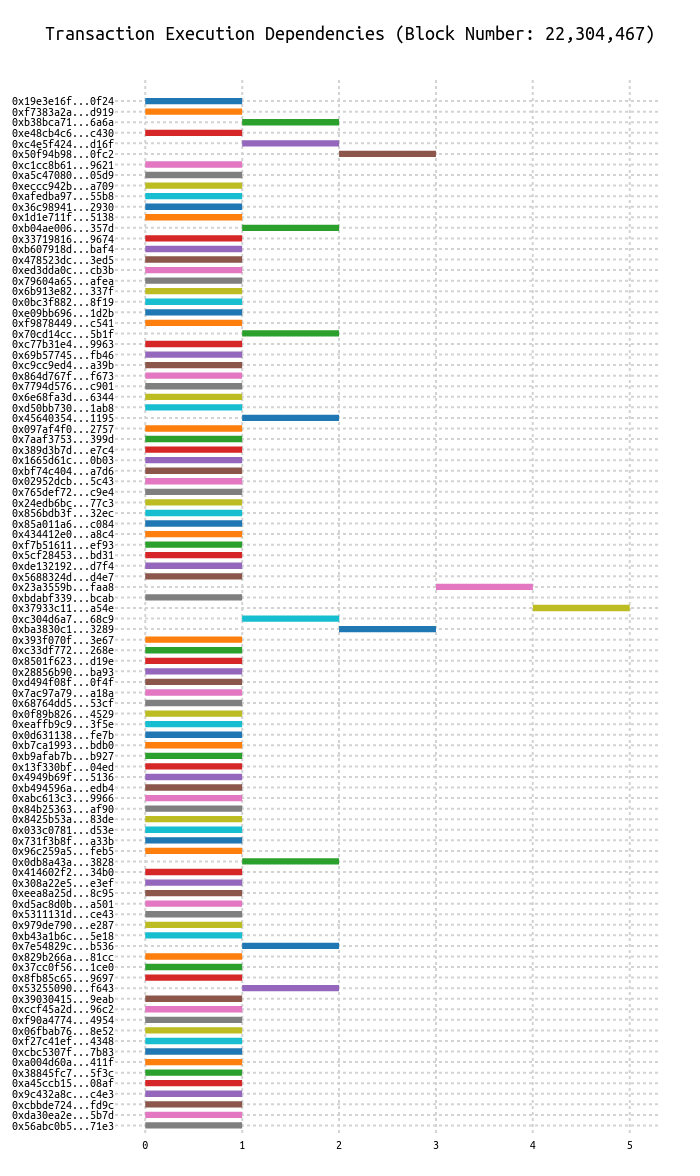 Transaction Execution Dependencies (Block Number: 22,304,467)
0x19e3e16f...0f24
0xf7383a2a...d919
0xb38bca71...6a6a
0xe48cb4c6...c430
0xc4e5f424...d16f
0x50f94b98...0fc2
0xc1cc8b61...9621
0xa5c47080...05d9
0xeccc942b...a709
0xafedba97...55b8
0x36c98941...2930
0x1d1e711f...5138
0xb04ae006...357d
0x33719816...9674
0xb607918d...baf4
0x478523dc...3ed5
0xed3dda0c...cb3b
0x79604a65...afea
0x6b913e82...337f
0x0bc3f882...8f19
0xe09bb696...1d2b
0xf9878449...c541
0x70cd14cc...5b1f
0xc77b31e4...9963
0x69b57745...fb46
0xc9cc9ed4...a39b
0x864d767f...f673
0x7794d576...c901
0x6e68fa3d...6344
0xd50bb730...1ab8
0x45640354...1195
0x097af4f0...2757
0x7aaf3753...399d
0x389d3b7d...e7c4
0x1665d61c...0b03
0xbf74c404...a7d6
0x02952dcb...5c43
0x765def72...c9e4
0x24edb6bc...77c3
0x856bdb3f...32ec
0x85a011a6...c084
0x434412e0...a8c4
0xf7b51611...ef93
0x5cf28453...bd31
0xde132192...d7f4
0x5688324d...d4e7
0x23a3559b...faa8
0xbdabf339...bcab
0x37933c11...a54e
0xc304d6a7...68c9
0xba3830c1...3289
0x393f070f...3e67
0xc33df772...268e
0x8501f623...d19e
0x28856b90...ba93
0xd494f08f...0f4f
0x7ac97a79...a18a
0x68764dd5...53cf
0x0f89b826...4529
0xeaffb9c9...3f5e
0x0d631138...fe7b
0xb7ca1993...bdb0
0xb9afab7b...b927
0x13f330bf...04ed
0x4949b69f...5136
0xb494596a...edb4
0xabc613c3...9966
0x84b25363...af90
0x8425b53a...83de
0x033c0781...d53e
0x731f3b8f...a33b
0x96c259a5...feb5
0x0db8a43a...3828
0x414602f2...34b0
0x308a22e5...e3ef
0xeea8a25d...8c95
0xd5ac8d0b...a501
0x5311131d...ce43
0x979de790...e287
0xb43a1b6c...5e18
0x7e54829c...b536
0x829b266a...81cc
0x37cc0f56...1ce0
0x8fb85c65...9697
0x53255090...f643
0x39030415...9eab
0xccf45a2d...96c2
0xf90a4774...4954
0x06fbab76...8e52
0xf27c41ef...4348
0xcbc5307f...7b83
0xa004d60a...411f
0x38845fc7...5f3c
0xa45ccb15...08af
0x9c432a8c...c4e3
0xcbbde724...fd9c
0xda30ea2e...5b7d
0x56abc0b5...71e3
0 1 2 3 4 5